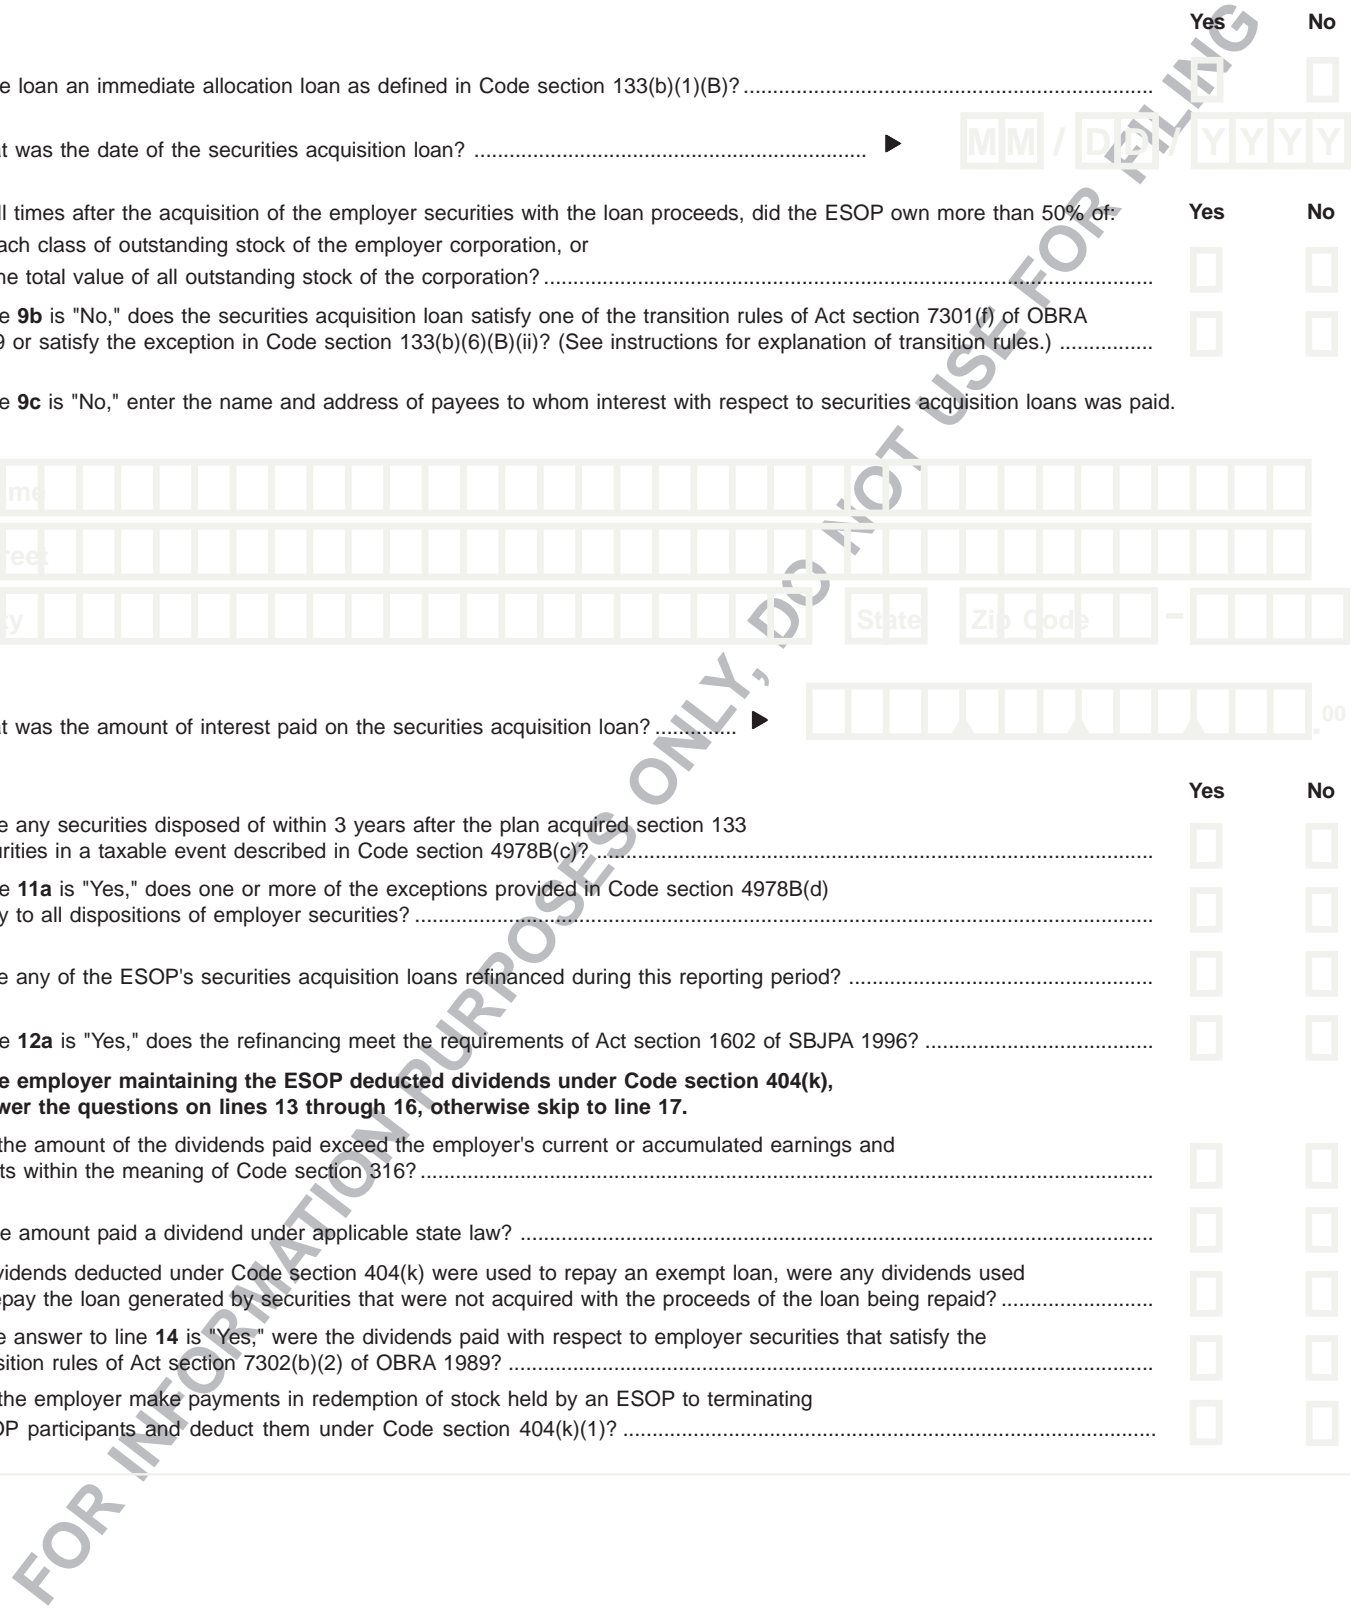 Yes No
e loan an immediate allocation loan as defined in Code section 133(b)(1)(B)?
t was the date of the securities acquisition loan? MM / DD / YYYY
ll times after the acquisition of the employer securities with the loan proceeds, did the ESOP own more than 50% of: Yes No
ach class of outstanding stock of the employer corporation, or
he total value of all outstanding stock of the corporation?
e 9b is "No," does the securities acquisition loan satisfy one of the transition rules of Act section 7301(f) of OBRA
9 or satisfy the exception in Code section 133(b)(6)(B)(ii)? (See instructions for explanation of transition rules.)
e 9c is "No," enter the name and address of payees to whom interest with respect to securities acquisition loans was paid.
me
reet
y State Zip Code –
t was the amount of interest paid on the securities acquisition loan? .00
Yes No
e any securities disposed of within 3 years after the plan acquired section 133
urities in a taxable event described in Code section 4978B(c)?
e 11a is "Yes," does one or more of the exceptions provided in Code section 4978B(d)
y to all dispositions of employer securities?
e any of the ESOP's securities acquisition loans refinanced during this reporting period?
e 12a is "Yes," does the refinancing meet the requirements of Act section 1602 of SBJPA 1996?
e employer maintaining the ESOP deducted dividends under Code section 404(k),
wer the questions on lines 13 through 16, otherwise skip to line 17.
the amount of the dividends paid exceed the employer's current or accumulated earnings and
ts within the meaning of Code section 316?
e amount paid a dividend under applicable state law?
vidends deducted under Code section 404(k) were used to repay an exempt loan, were any dividends used
epay the loan generated by securities that were not acquired with the proceeds of the loan being repaid?
e answer to line 14 is "Yes," were the dividends paid with respect to employer securities that satisfy the
sition rules of Act section 7302(b)(2) of OBRA 1989?
the employer make payments in redemption of stock held by an ESOP to terminating
OP participants and deduct them under Code section 404(k)(1)?
FOR INFORMATION PURPOSES ONLY, DO NOT USE FOR FILING